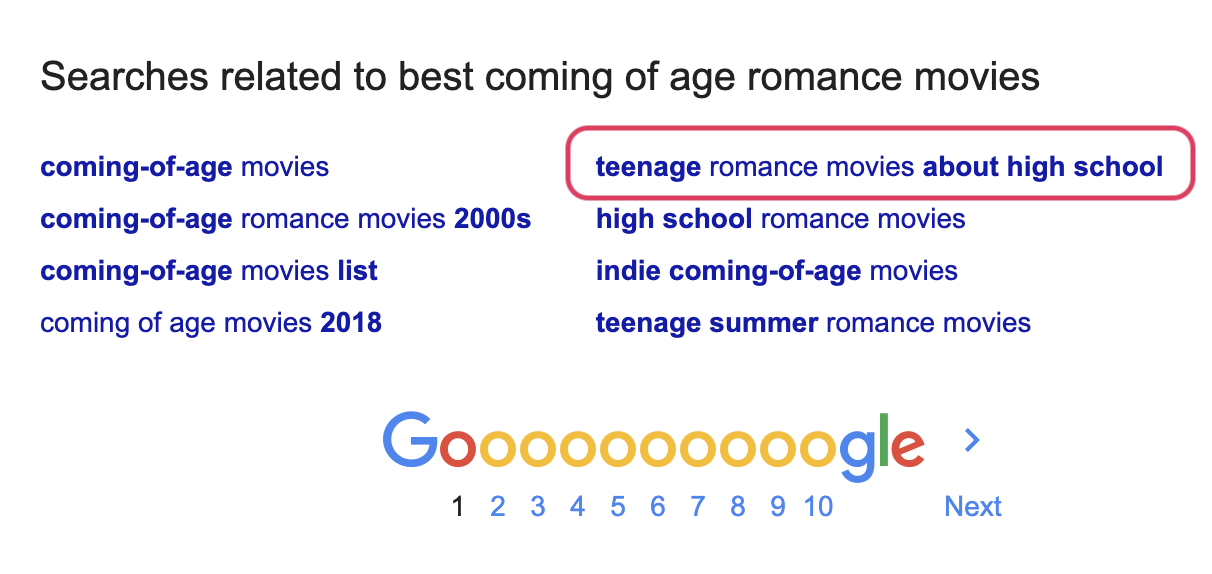 Searches related to best coming of age romance movies
coming-of-age movies
coming-of-age romance movies 2000s
coming-of-age movies list
coming of age movies 2018
teenage romance movies about high school
high school romance movies
indie coming-of-age movies
teenage summer romance movies
Goooooooooogle >
1 2 3 4 5 6 7 8 9 10 Next